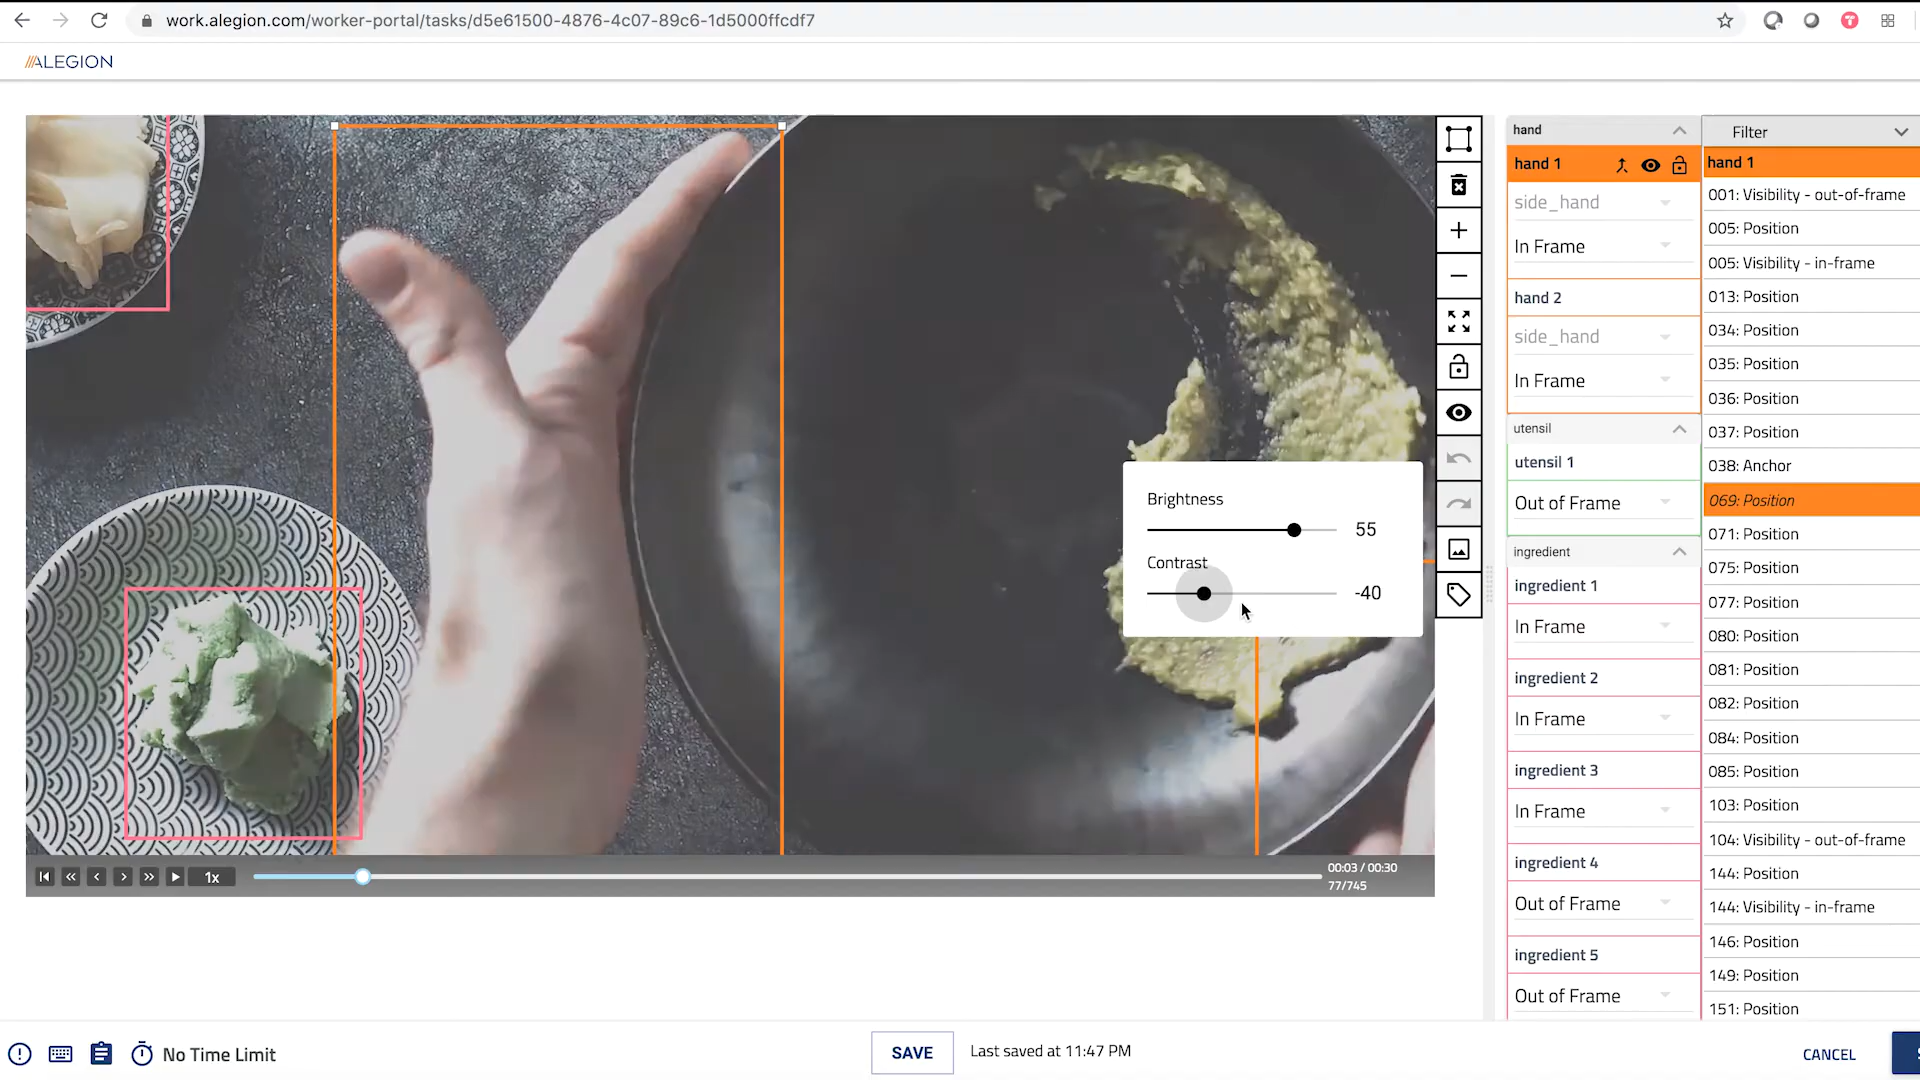 work.alegion.com/worker-portal/tasks/d5e61500-4876-4c07-89c6-1d5000ffcdf7
ALEGION
hand
hand 1
side_hand
In Frame
hand 2
side_hand
In Frame
utensil
utensil 1
Out of Frame
ingredient
ingredient 1
In Frame
ingredient 2
In Frame
ingredient 3
In Frame
ingredient 4
Out of Frame
ingredient 5
Out of Frame
Filter
hand 1
001: Visibility - out-of-frame
005: Position
005: Visibility - in-frame
013: Position
034: Position
035: Position
036: Position
037: Position
038: Anchor
069: Position
071: Position
075: Position
077: Position
080: Position
081: Position
082: Position
084: Position
085: Position
103: Position
104: Visibility - out-of-frame
144: Position
144: Visibility - in-frame
146: Position
149: Position
151: Position
Brightness
55
Contrast
-40
1x
00:03 / 00:30
77/745
No Time Limit
SAVE
Last saved at 11:47 PM
CANCEL